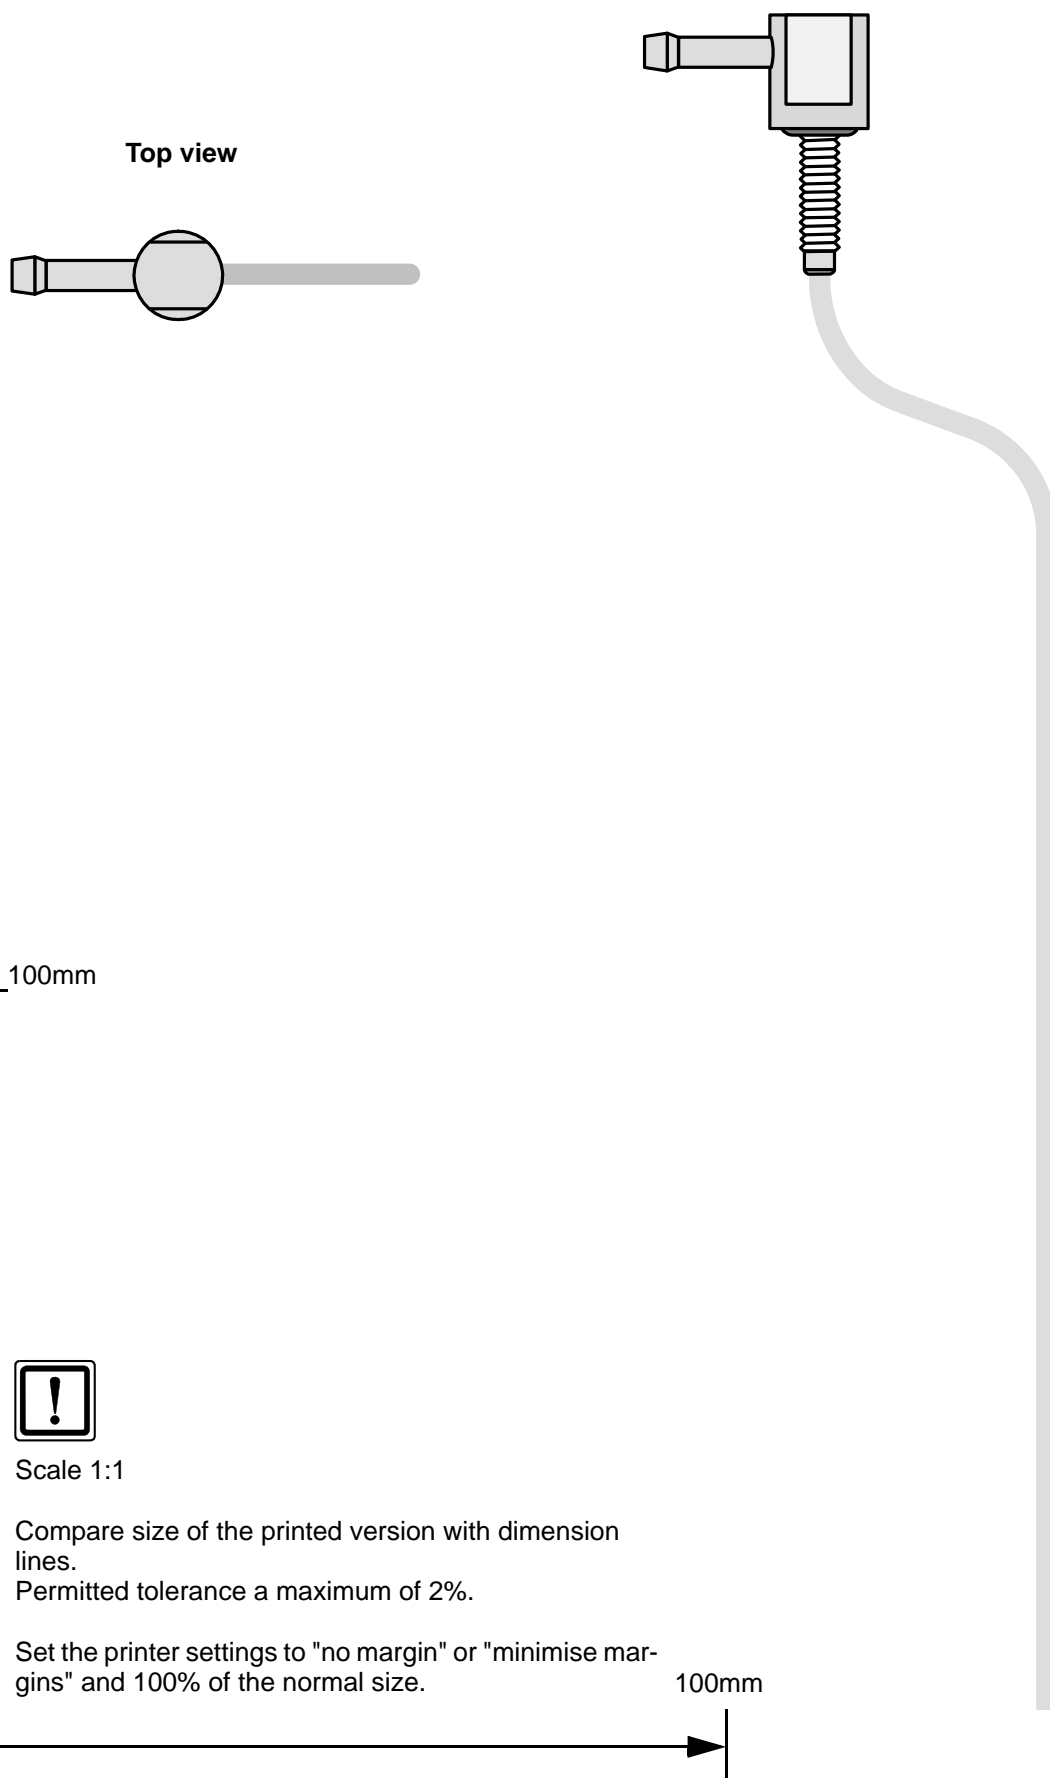 Top view
100mm
!
Scale 1:1
Compare size of the printed version with dimension
lines.
Permitted tolerance a maximum of 2%.
Set the printer settings to "no margin" or "minimise mar-
gins" and 100% of the normal size.
100mm